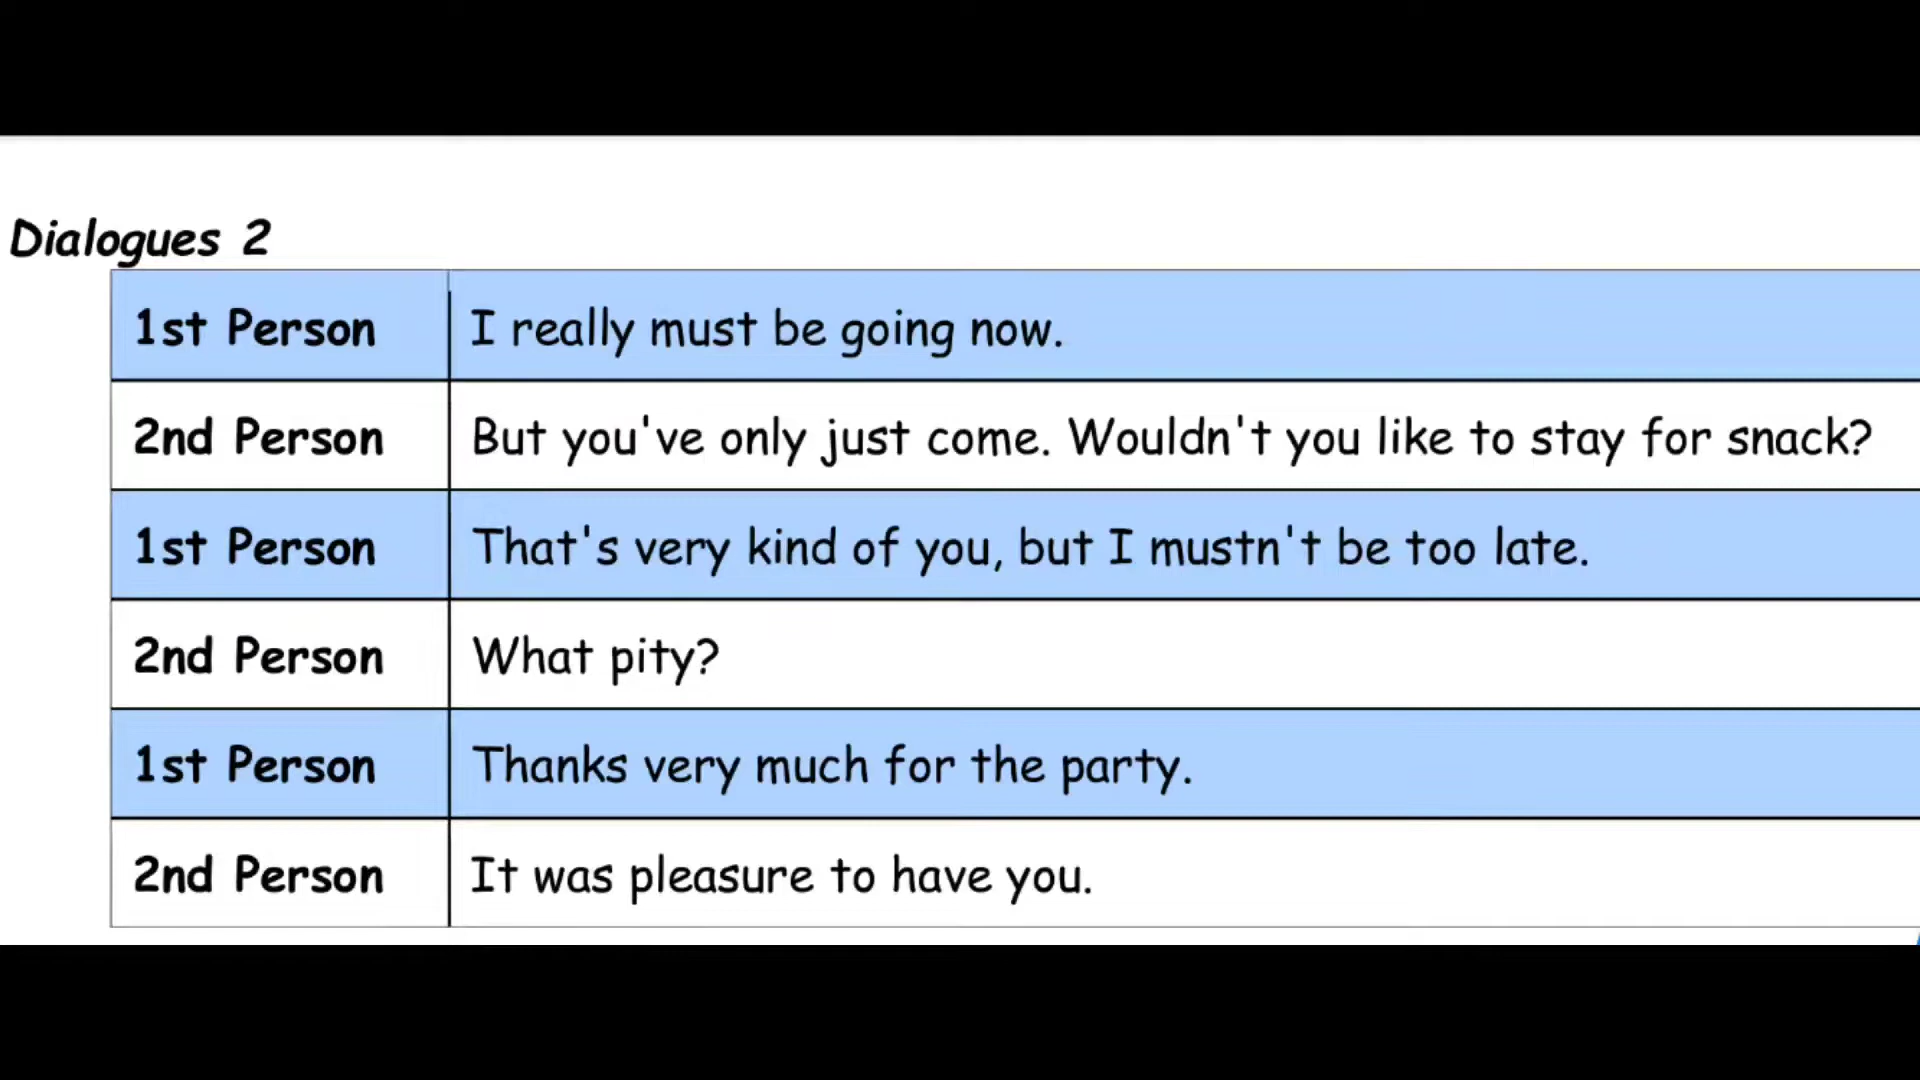 Dialogues 2
1st Person I really must be going now.
2nd Person But you've only just come. Wouldn't you like to stay for snack?
1st Person That's very kind of you, but I mustn't be too late.
2nd Person What pity?
1st Person Thanks very much for the party.
2nd Person It was pleasure to have you.